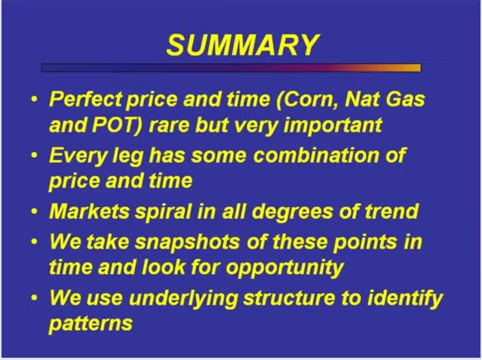 SUMMARY
• Perfect price and time (Corn, Nat Gas
and POT) rare but very important
• Every leg has some combination of
price and time
• Markets spiral in all degrees of trend
• We take snapshots of these points in
time and look for opportunity
• We use underlying structure to identify
patterns